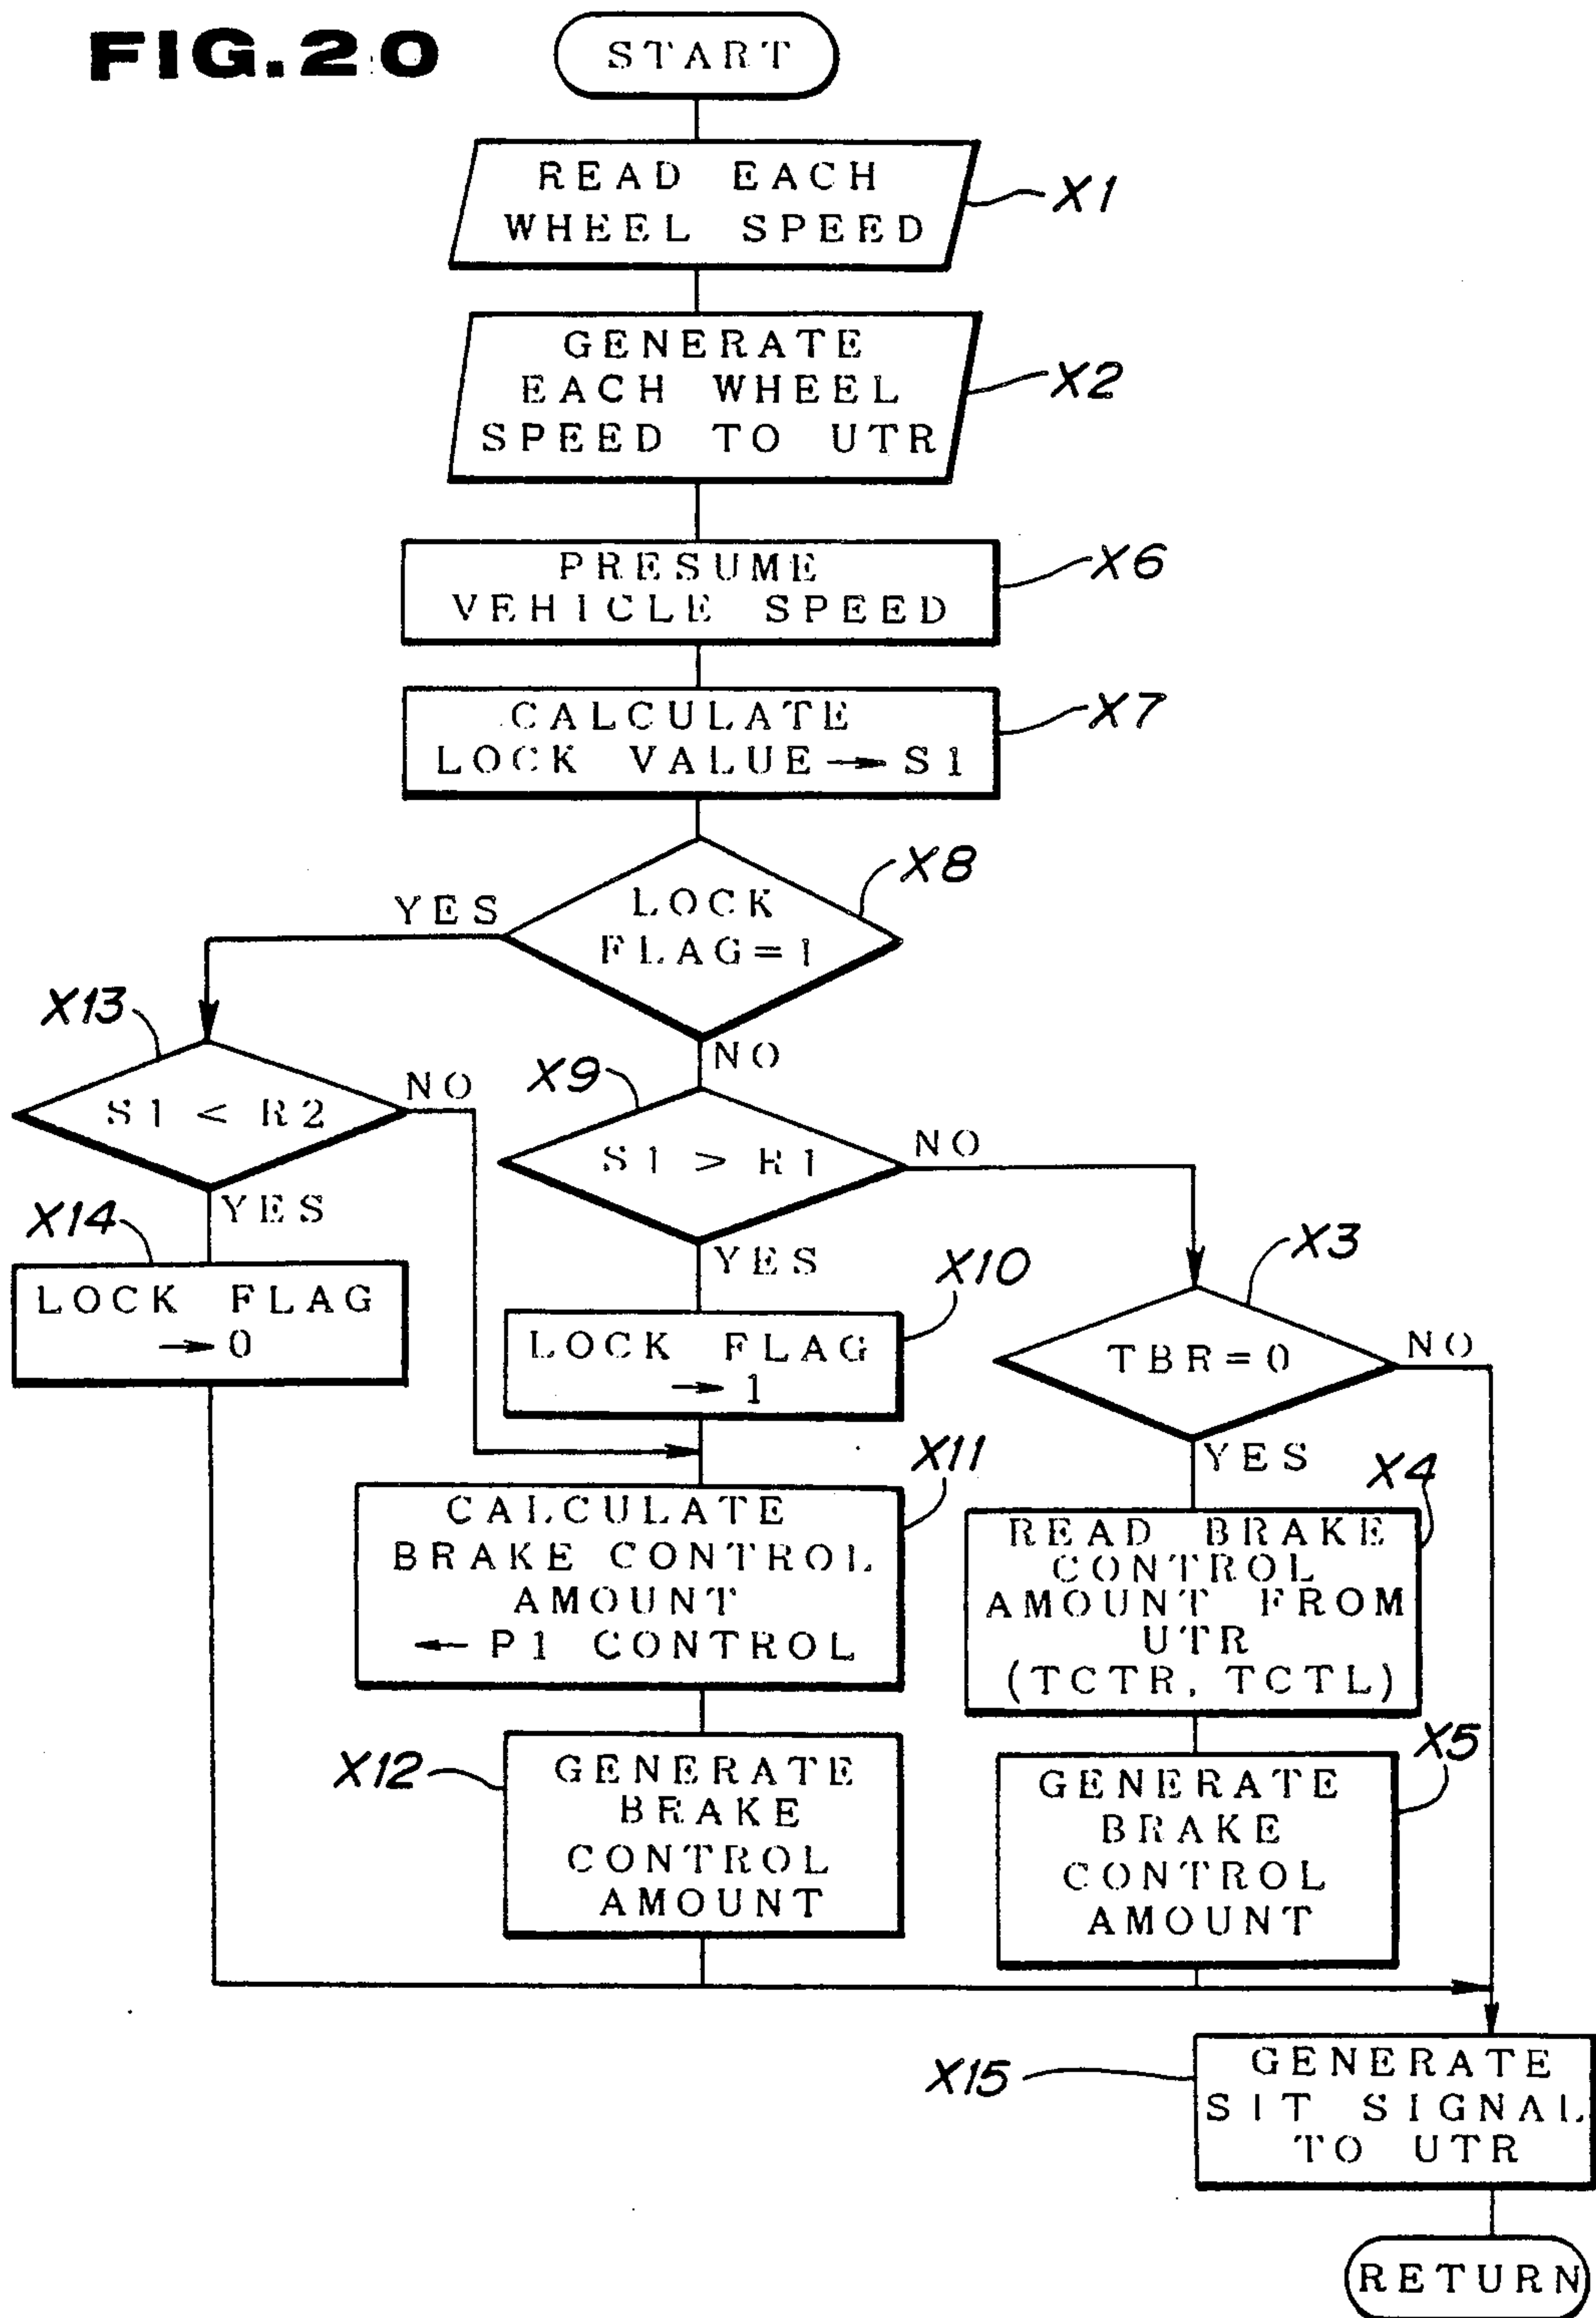 FIG.20
START
READ EACH
WHEEL SPEED
X1
GENERATE
EACH WHEEL
SPEED TO UTR
X2
PRESUME
VEHICLE SPEED
X6
CALCULATE
LOCK VALUE → S1
X7
LOCK
FLAG=1
X8
YES
NO
X13
S1 < R2
NO
YES
X9
S1 > R1
NO
YES
X14
LOCK FLAG
→ 0
X10
LOCK FLAG
→ 1
X3
TBR=0
NO
YES
X11
CALCULATE
BRAKE CONTROL
AMOUNT
← P1 CONTROL
X4
READ BRAKE
CONTROL
AMOUNT FROM
UTR
(TCTR, TCTL)
X12
GENERATE
BRAKE
CONTROL
AMOUNT
X5
GENERATE
BRAKE
CONTROL
AMOUNT
X15
GENERATE
SIT SIGNAL
TO UTR
RETURN